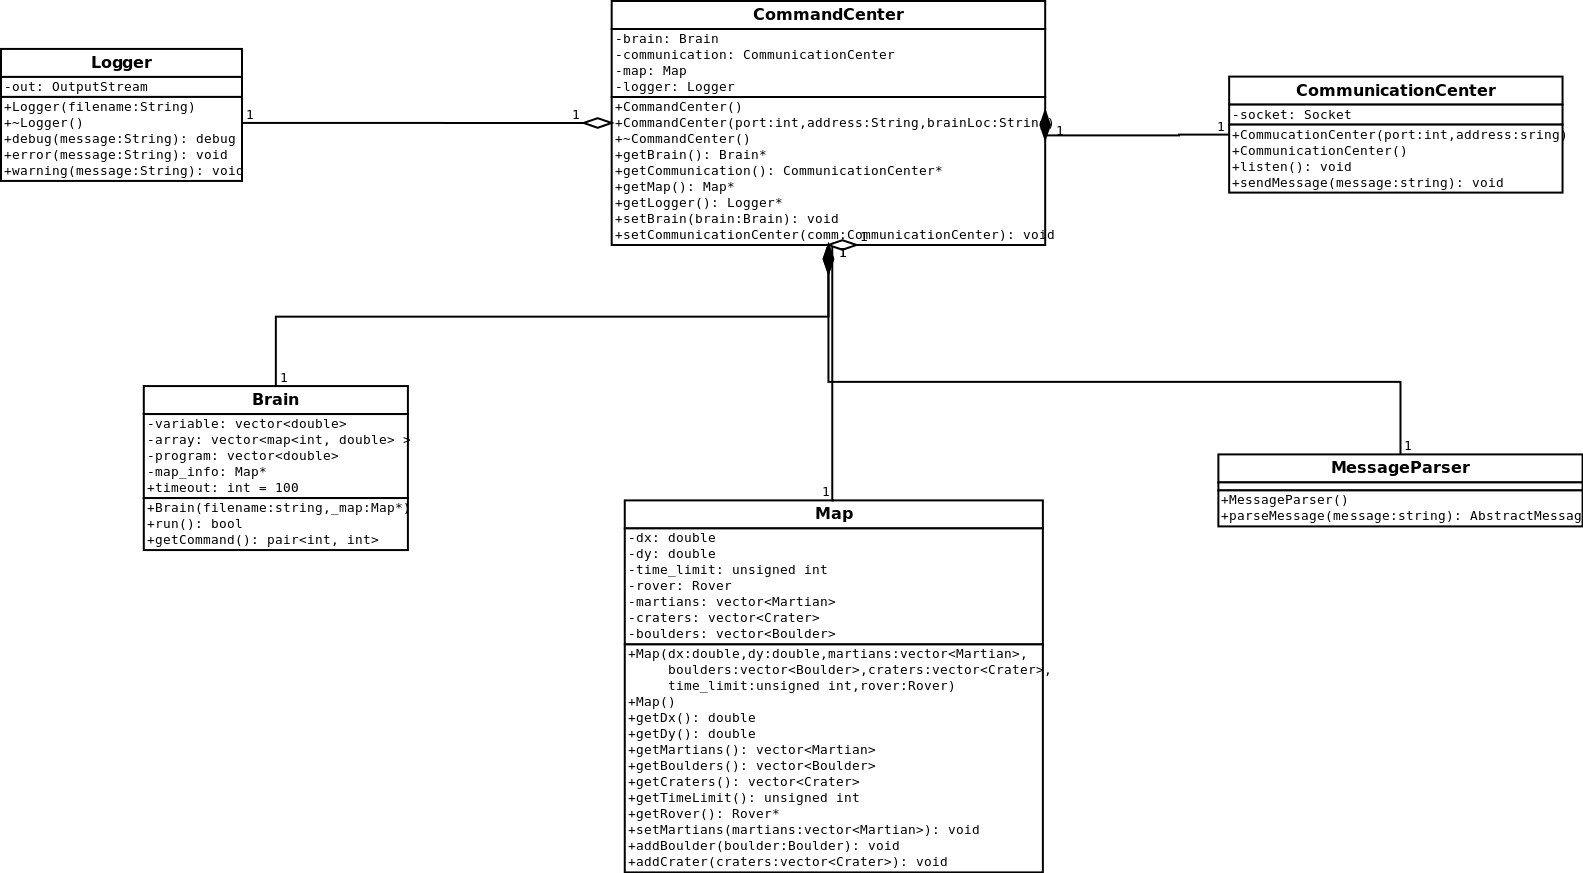 CommandCenter
-brain: Brain
-communication: CommunicationCenter
-map: Map
-logger: Logger
+CommandCenter()
+CommandCenter(port:int,address:String,brainLoc:String)
+~CommandCenter()
+getBrain(): Brain*
+getCommunication(): CommunicationCenter*
+getMap(): Map*
+getLogger(): Logger*
+setBrain(brain:Brain): void
+setCommunicationCenter(comm:CommunicationCenter): void
Logger
-out: OutputStream
+Logger(filename:String)
+~Logger()
+debug(message:String): debug
+error(message:String): void
+warning(message:String): void
1
1
CommunicationCenter
-socket: Socket
+CommucationCenter(port:int,address:sring)
+CommunicationCenter()
+listen(): void
+sendMessage(message:string): void
1
1
1
1
1
Brain
-variable: vector<double>
-array: vector<map<int, double> >
-program: vector<double>
-map_info: Map*
+timeout: int = 100
+Brain(filename:string,_map:Map*)
+run(): bool
+getCommand(): pair<int, int>
1
MessageParser
+MessageParser()
+parseMessage(message:string): AbstractMessag
1
Map
-dx: double
-dy: double
-time_limit: unsigned int
-rover: Rover
-martians: vector<Martian>
-craters: vector<Crater>
-boulders: vector<Boulder>
+Map(dx:double,dy:double,martians:vector<Martian>,
boulders:vector<Boulder>,craters:vector<Crater>,
time_limit:unsigned int,rover:Rover)
+Map()
+getDx(): double
+getDy(): double
+getMartians(): vector<Martian>
+getBoulders(): vector<Boulder>
+getCraters(): vector<Crater>
+getTimeLimit(): unsigned int
+getRover(): Rover*
+setMartians(martians:vector<Martian>): void
+addBoulder(boulder:Boulder): void
+addCrater(craters:vector<Crater>): void